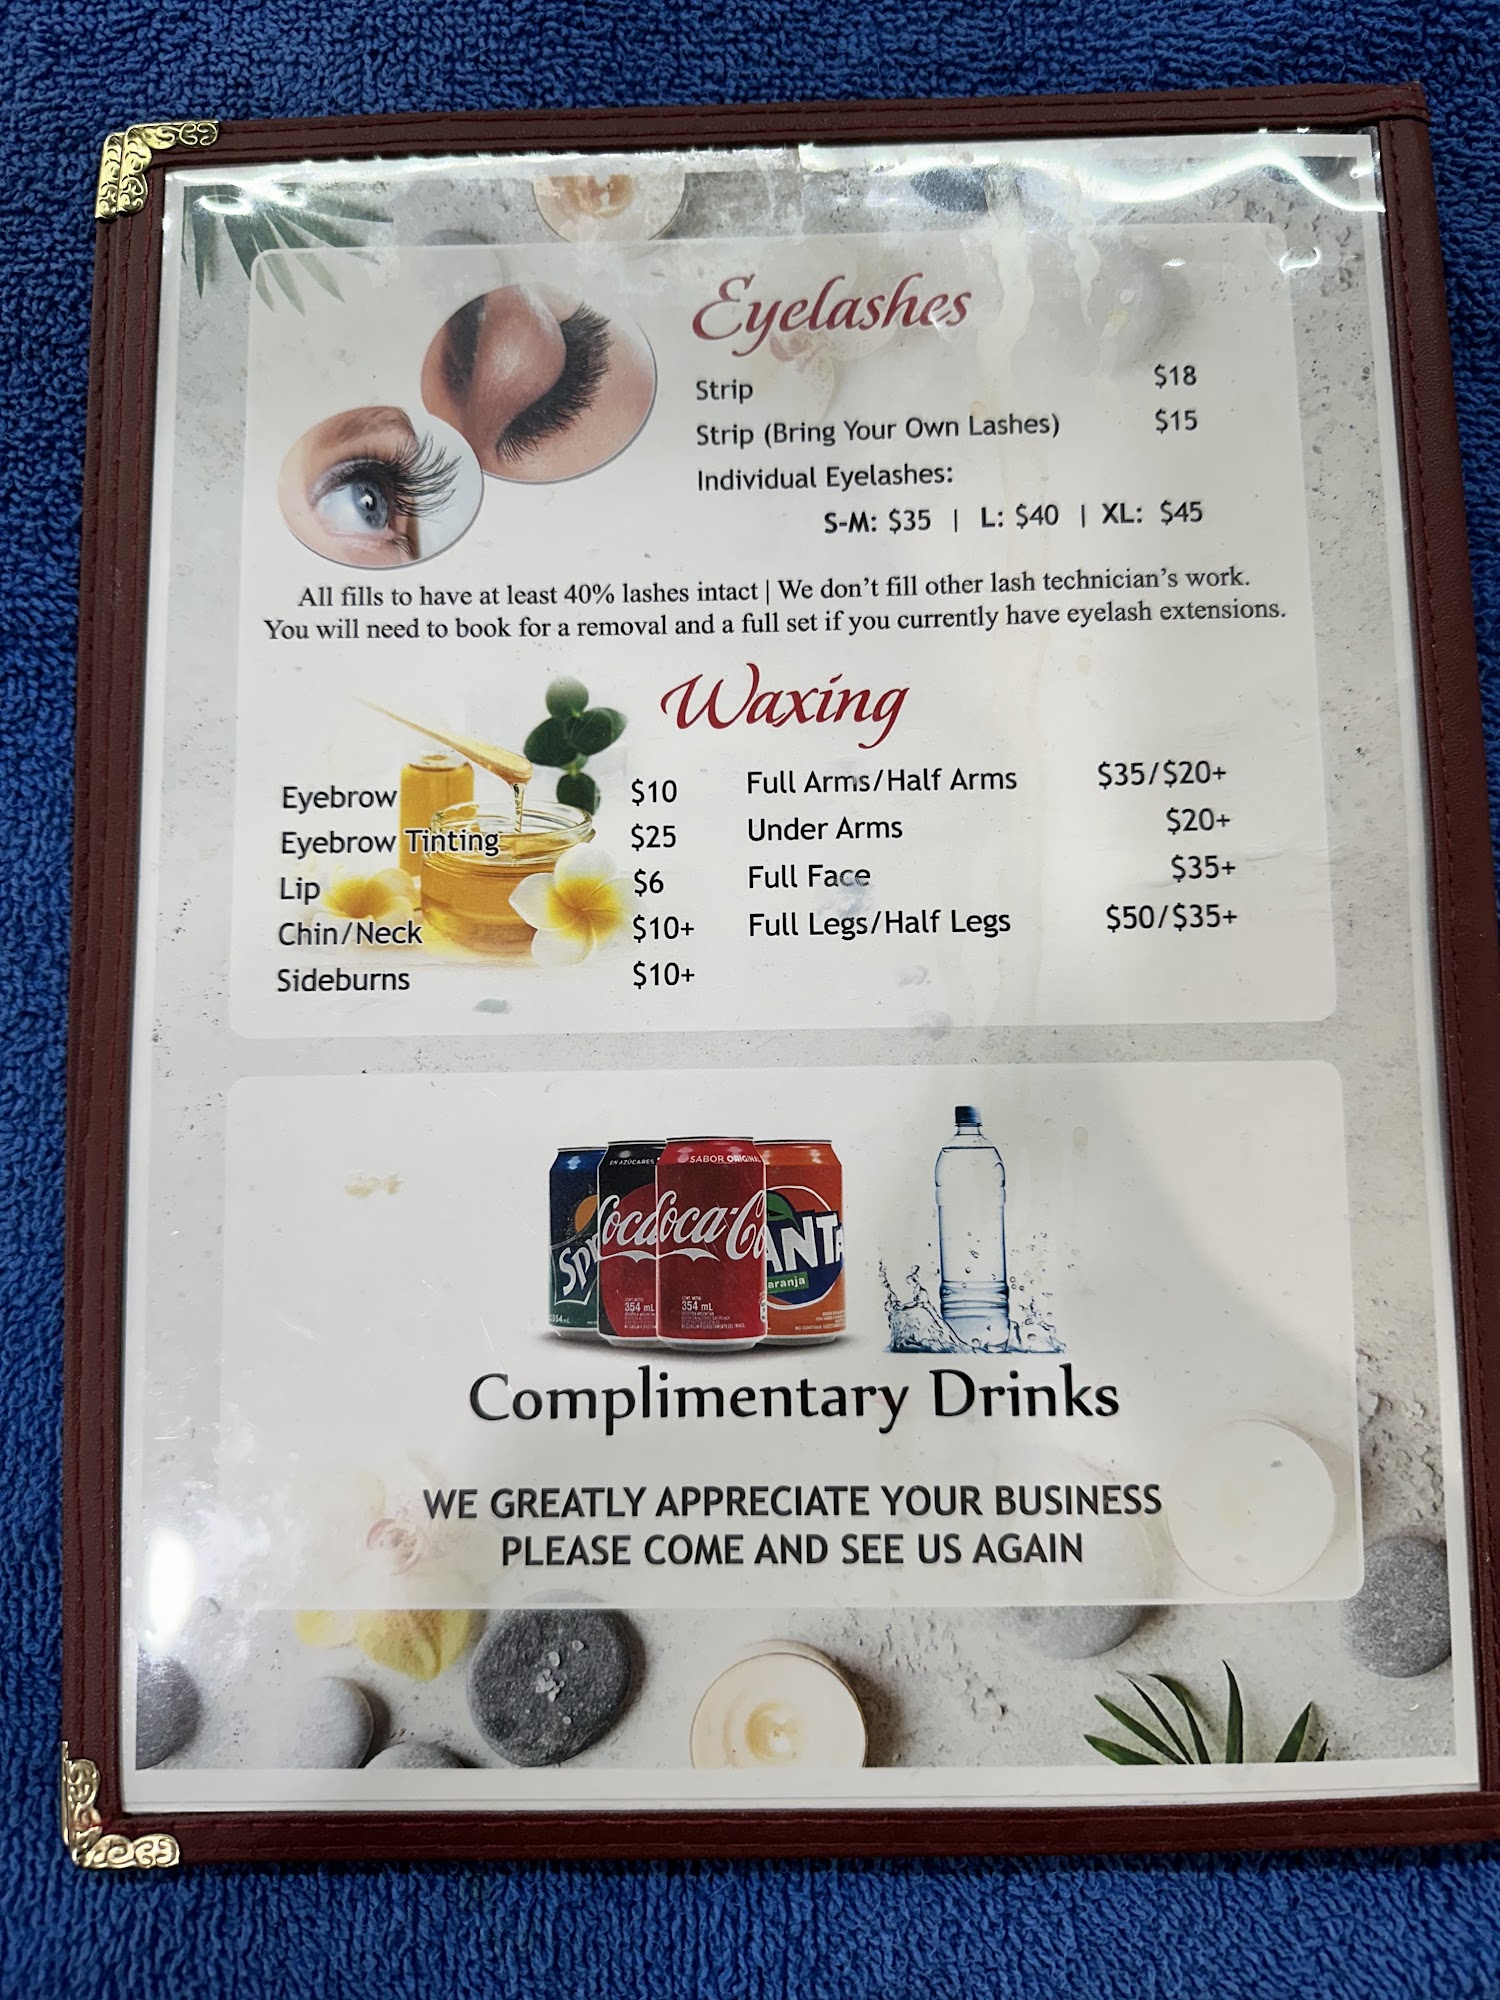 Eyelashes
Strip $18
Strip (Bring Your Own Lashes) $15
Individual Eyelashes:
S-M: $35 | L: $40 | XL: $45
All fills to have at least 40% lashes intact | We don't fill other lash technician's work.
You will need to book for a removal and a full set if you currently have eyelash extensions.
Waxing
Eyebrow $10
Eyebrow Tinting $25
Lip $6
Chin/Neck $10+
Sideburns $10+
Full Arms/Half Arms $35/$20+
Under Arms $20+
Full Face $35+
Full Legs/Half Legs $50/$35+
SIN AZÚCARES
SABOR ORIGINAL
Coca-Co
354 mL
354 mL
Complimentary Drinks
WE GREATLY APPRECIATE YOUR BUSINESS
PLEASE COME AND SEE US AGAIN